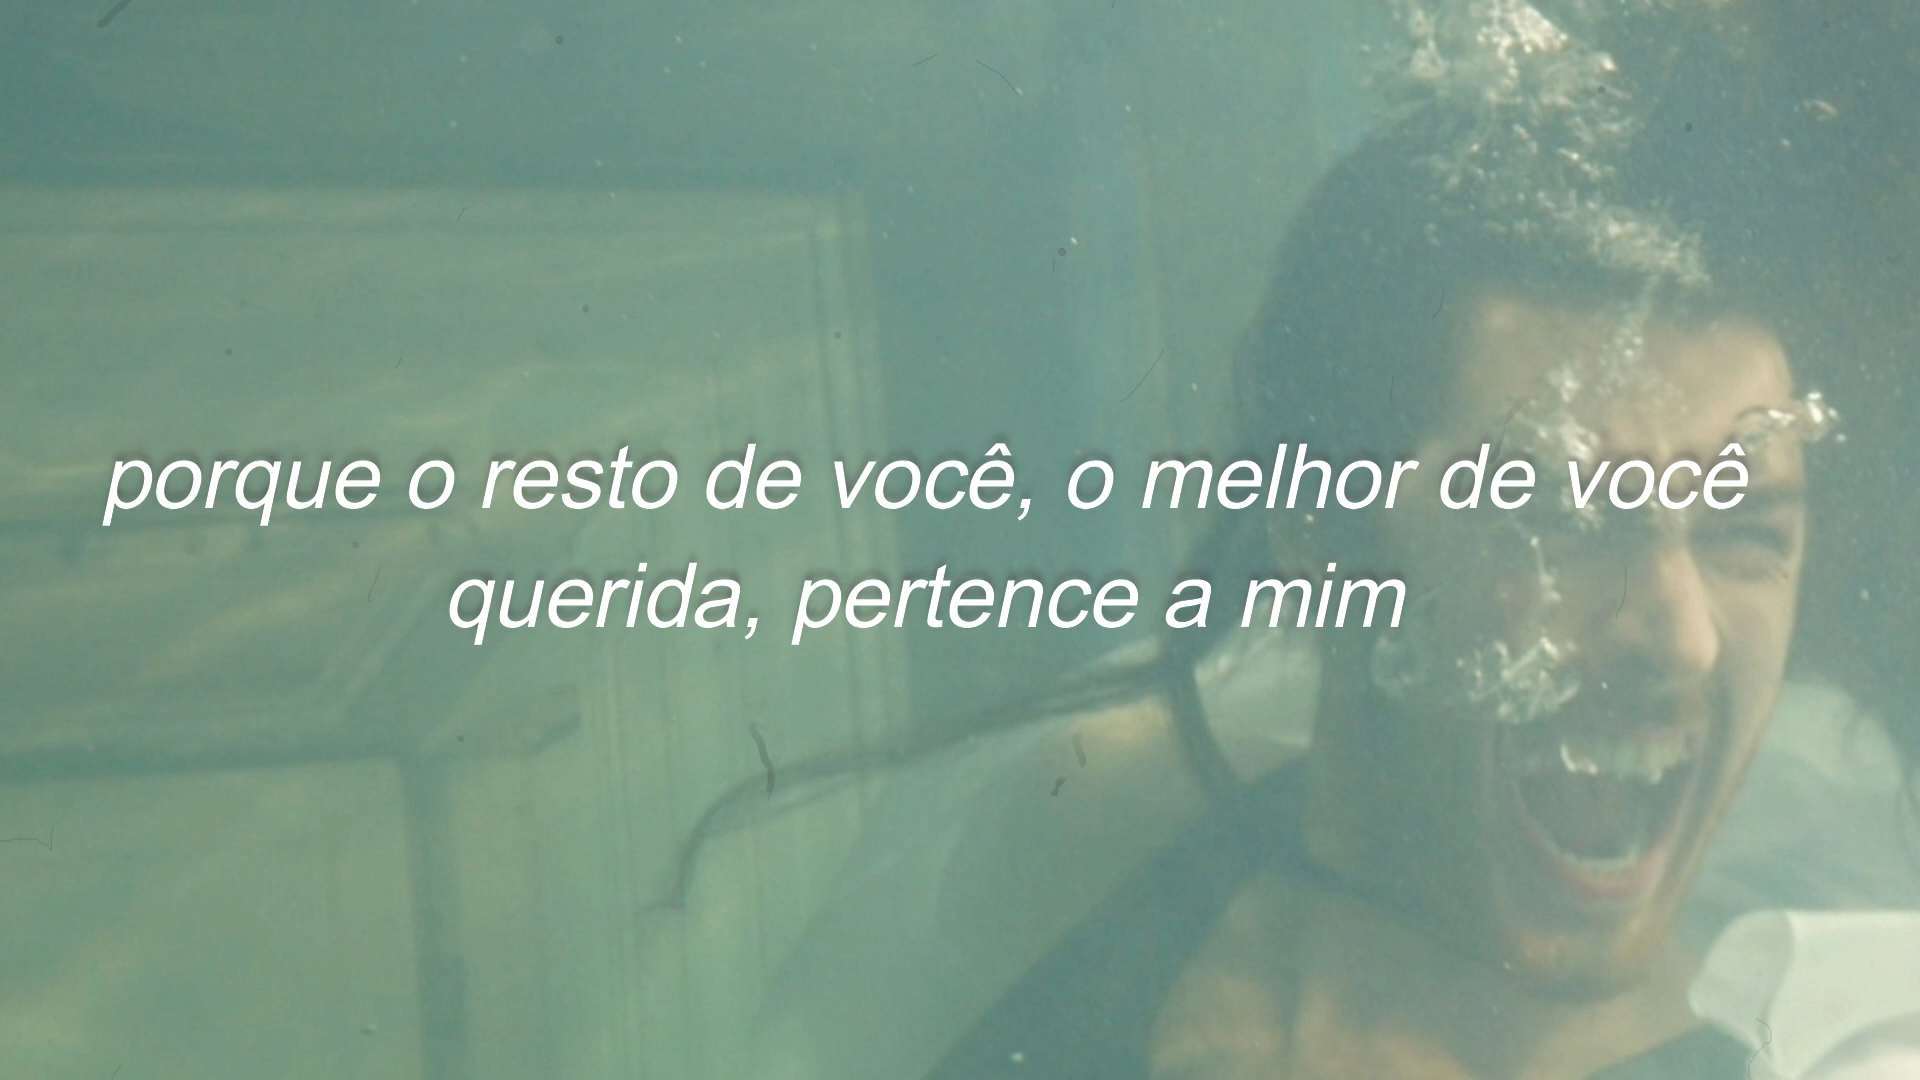 porque o resto de você, o melhor de você
querida, pertence a mim